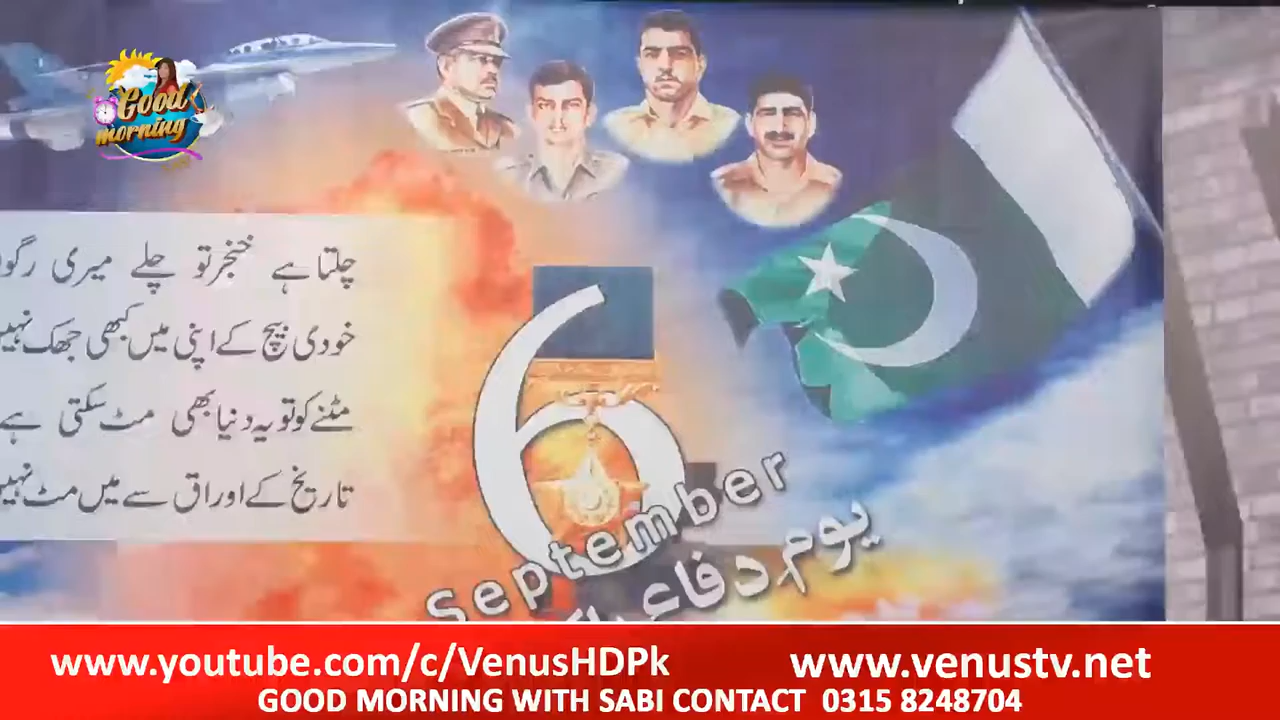 Good
morning
چلتا ہے خنجر تو چلے میری
خودی بیچ کے اپنی میں کبھی جھک
مٹنے کو تو یہ دنیا بھی مٹ سکتی ہے
تاریخ کے اوراق سے میں مٹ
6
September
یوم دفاع
www.youtube.com/c/VenusHDPk www.venustv.net
GOOD MORNING WITH SABI CONTACT 0315 8248704